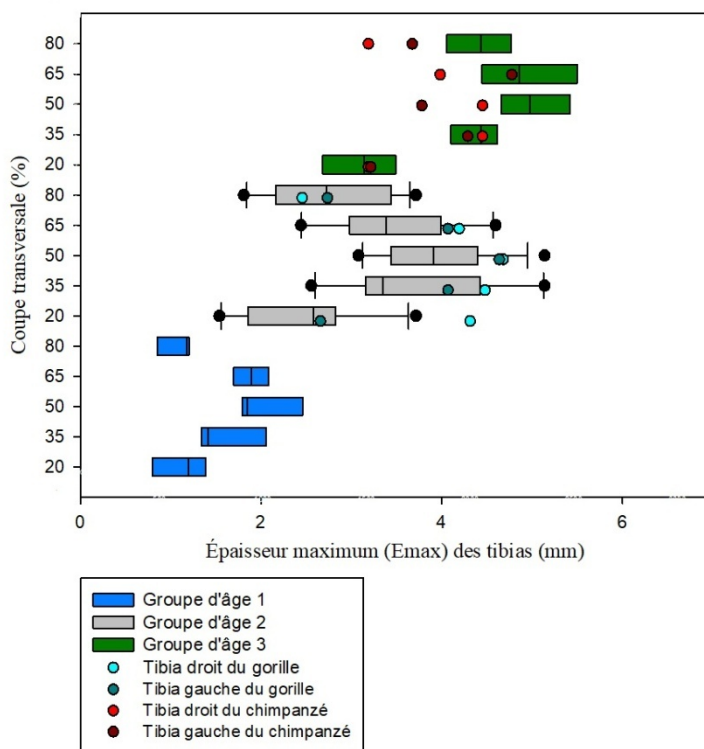 80
65
50
35
20
80
65
50
35
20
80
65
50
35
20
Coupe transversale (%)
0 2 4 6
Épaisseur maximum (Emax) des tibias (mm)
Groupe d'âge 1
Groupe d'âge 2
Groupe d'âge 3
Tibia droit du gorille
Tibia gauche du gorille
Tibia droit du chimpanzé
Tibia gauche du chimpanzé